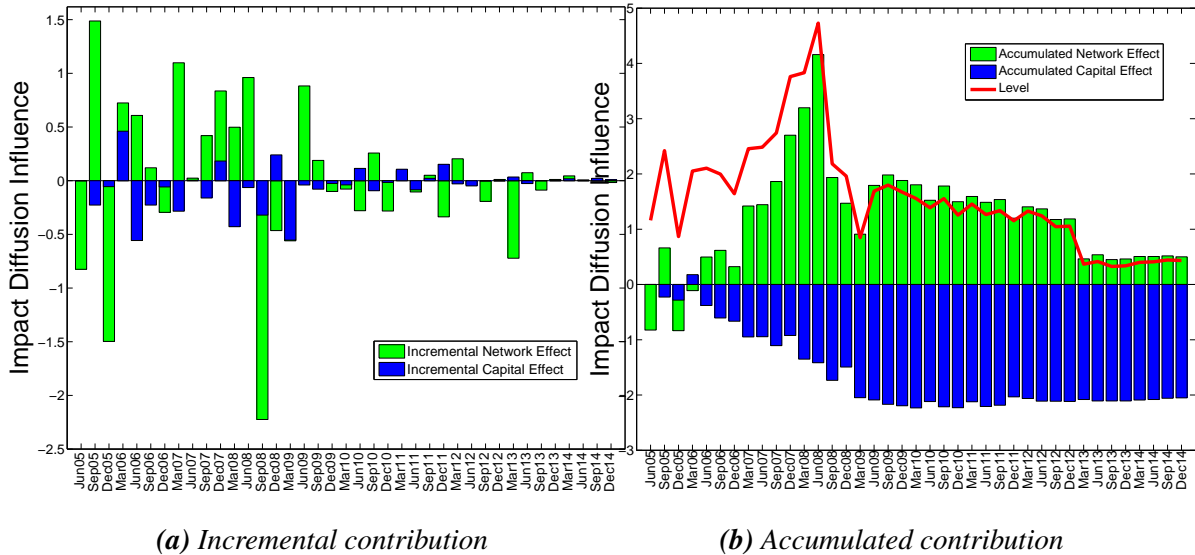 Impact Diffusion Influence
1.5
1
0.5
0
−0.5
−1
−1.5
−2
−2.5
Incremental Network Effect
Incremental Capital Effect
Jun05
Sep05
Dec05
Mar06
Jun06
Sep06
Dec06
Mar07
Jun07
Sep07
Dec07
Mar08
Jun08
Sep08
Dec08
Mar09
Jun09
Sep09
Dec09
Mar10
Jun10
Sep10
Dec10
Mar11
Jun11
Sep11
Dec11
Mar12
Jun12
Sep12
Dec12
Mar13
Jun13
Sep13
Dec13
Mar14
Jun14
Sep14
Dec14
(a) Incremental contribution
Impact Diffusion Influence
5
4
3
2
1
0
1
2
3
Accumulated Network Effect
Accumulated Capital Effect
Level
Jun05
Sep05
Dec05
Mar06
Jun06
Sep06
Dec06
Mar07
Jun07
Sep07
Dec07
Mar08
Jun08
Sep08
Dec08
Mar09
Jun09
Sep09
Dec09
Mar10
Jun10
Sep10
Dec10
Mar11
Jun11
Sep11
Dec11
Mar12
Jun12
Sep12
Dec12
Mar13
Jun13
Sep13
Dec13
Mar14
Jun14
Sep14
Dec14
(b) Accumulated contribution